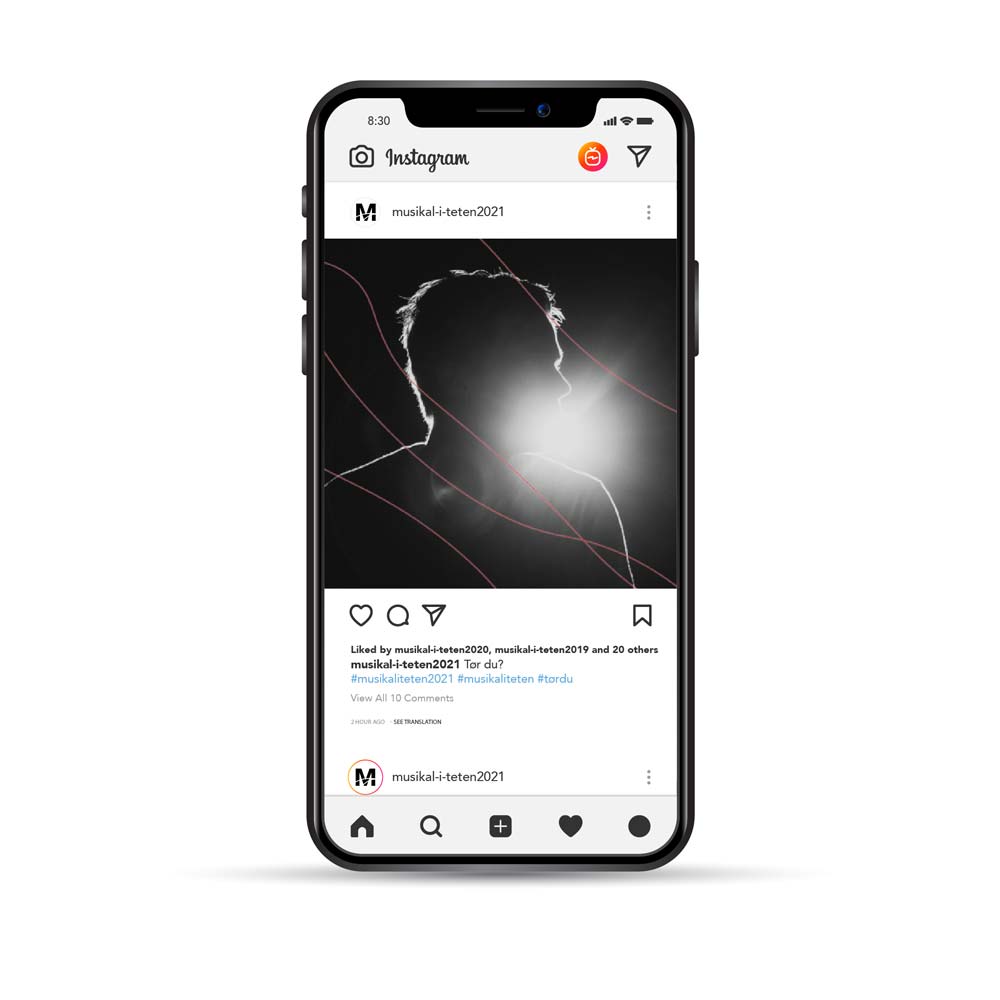 8:30
Instagram
M musikal-i-teten2021
Liked by musikal-i-teten2020, musikal-i-teten2019 and 20 others
musikal-i-teten2021 Tør du?
#musikaliteten2021 #musikaliteten #tørdu
View All 10 Comments
2 HOUR AGO · SEE TRANSLATION
M musikal-i-teten2021